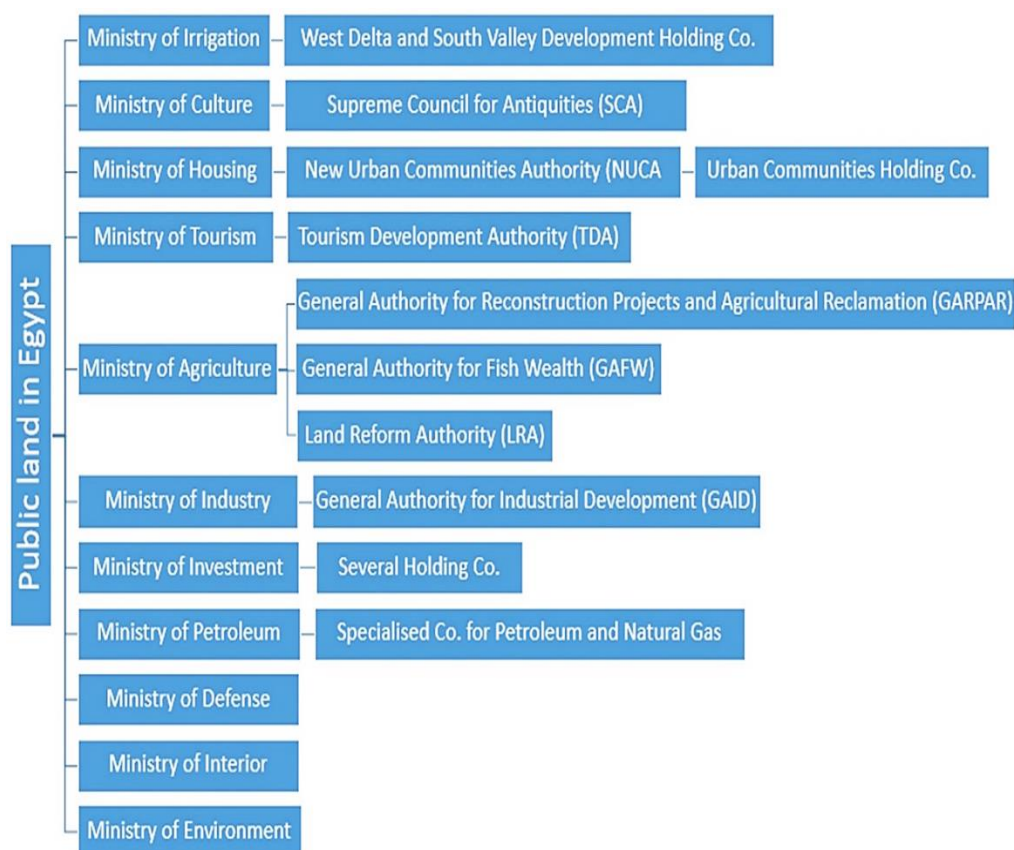 Public land in Egypt
Ministry of Irrigation
West Delta and South Valley Development Holding Co.
Ministry of Culture
Supreme Council for Antiquities (SCA)
Ministry of Housing
New Urban Communities Authority (NUCA
Urban Communities Holding Co.
Ministry of Tourism
Tourism Development Authority (TDA)
Ministry of Agriculture
General Authority for Reconstruction Projects and Agricultural Reclamation (GARPAR)
General Authority for Fish Wealth (GAFW)
Land Reform Authority (LRA)
Ministry of Industry
General Authority for Industrial Development (GAID)
Ministry of Investment
Several Holding Co.
Ministry of Petroleum
Specialised Co. for Petroleum and Natural Gas
Ministry of Defense
Ministry of Interior
Ministry of Environment